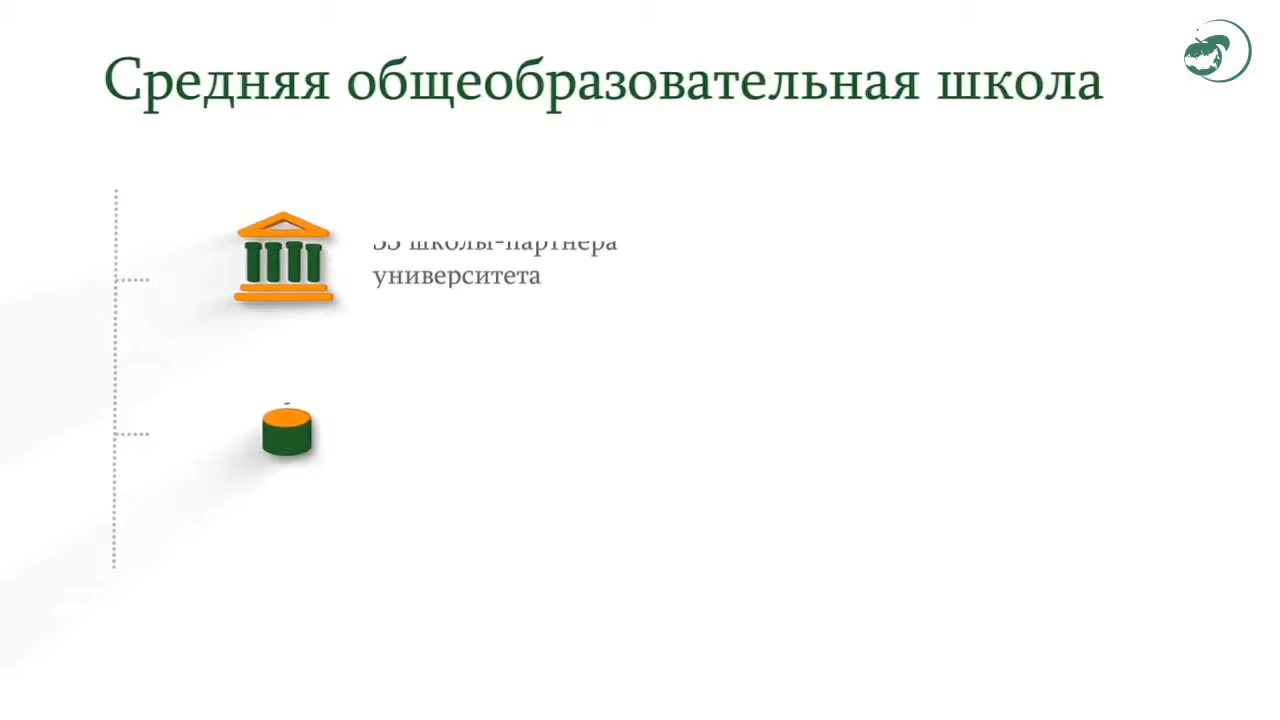 Средняя общеобразовательная школа
школы-партнера
университета